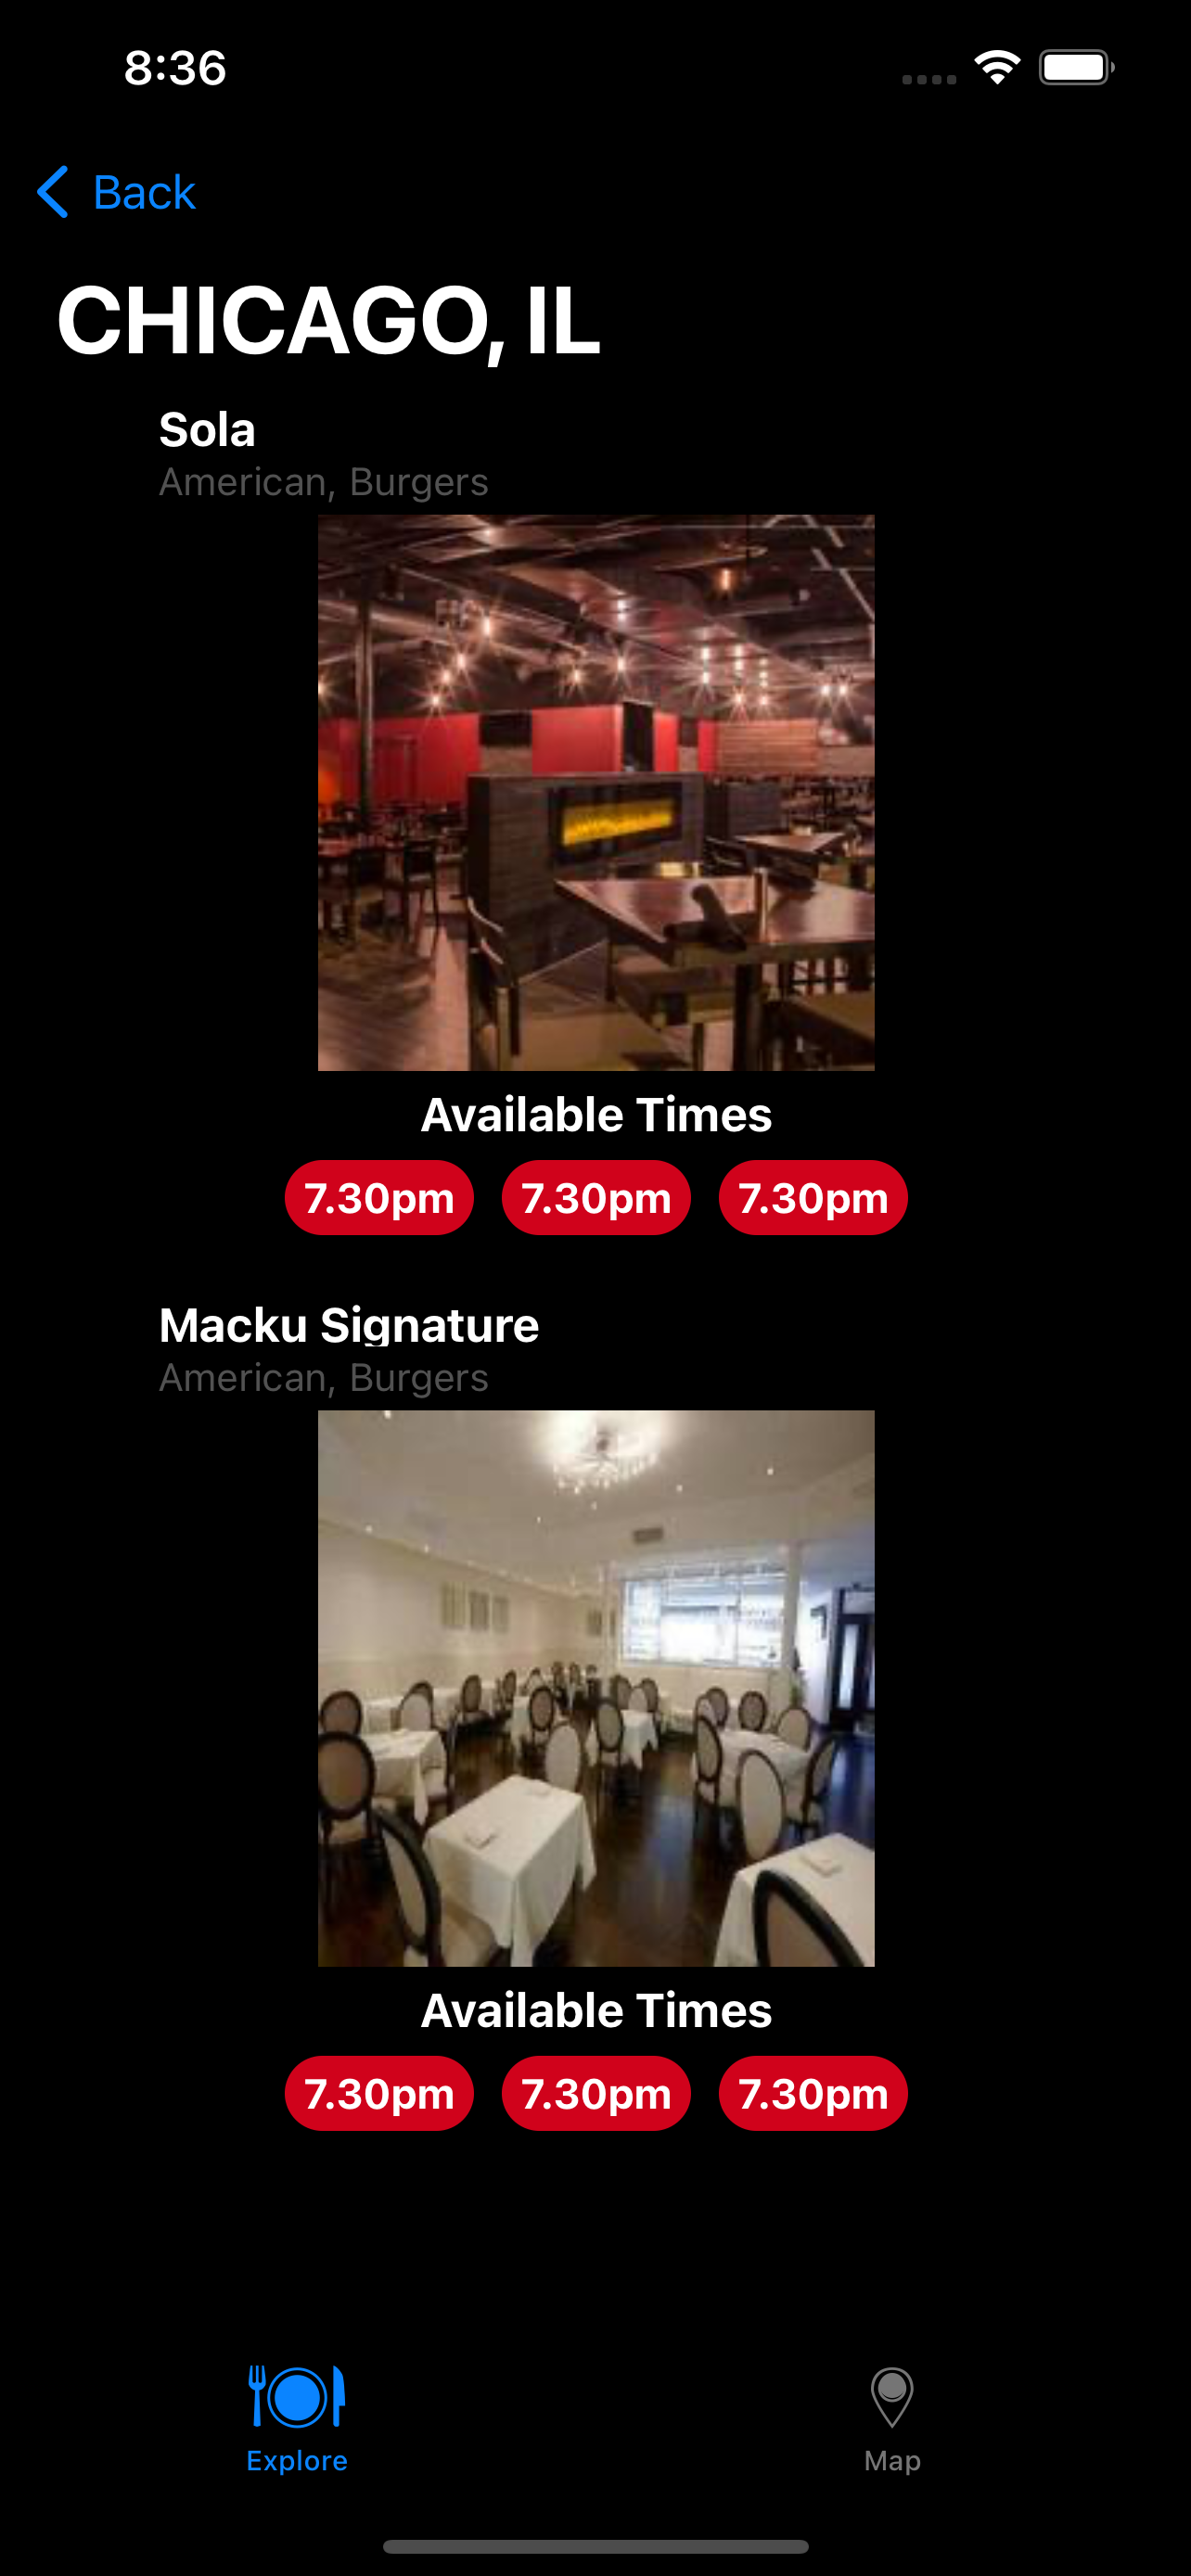 8:36
Back
CHICAGO, IL
Sola
American, Burgers
Available Times
7.30pm 7.30pm 7.30pm
Macku Signature
American, Burgers
Available Times
7.30pm 7.30pm 7.30pm
Explore Map